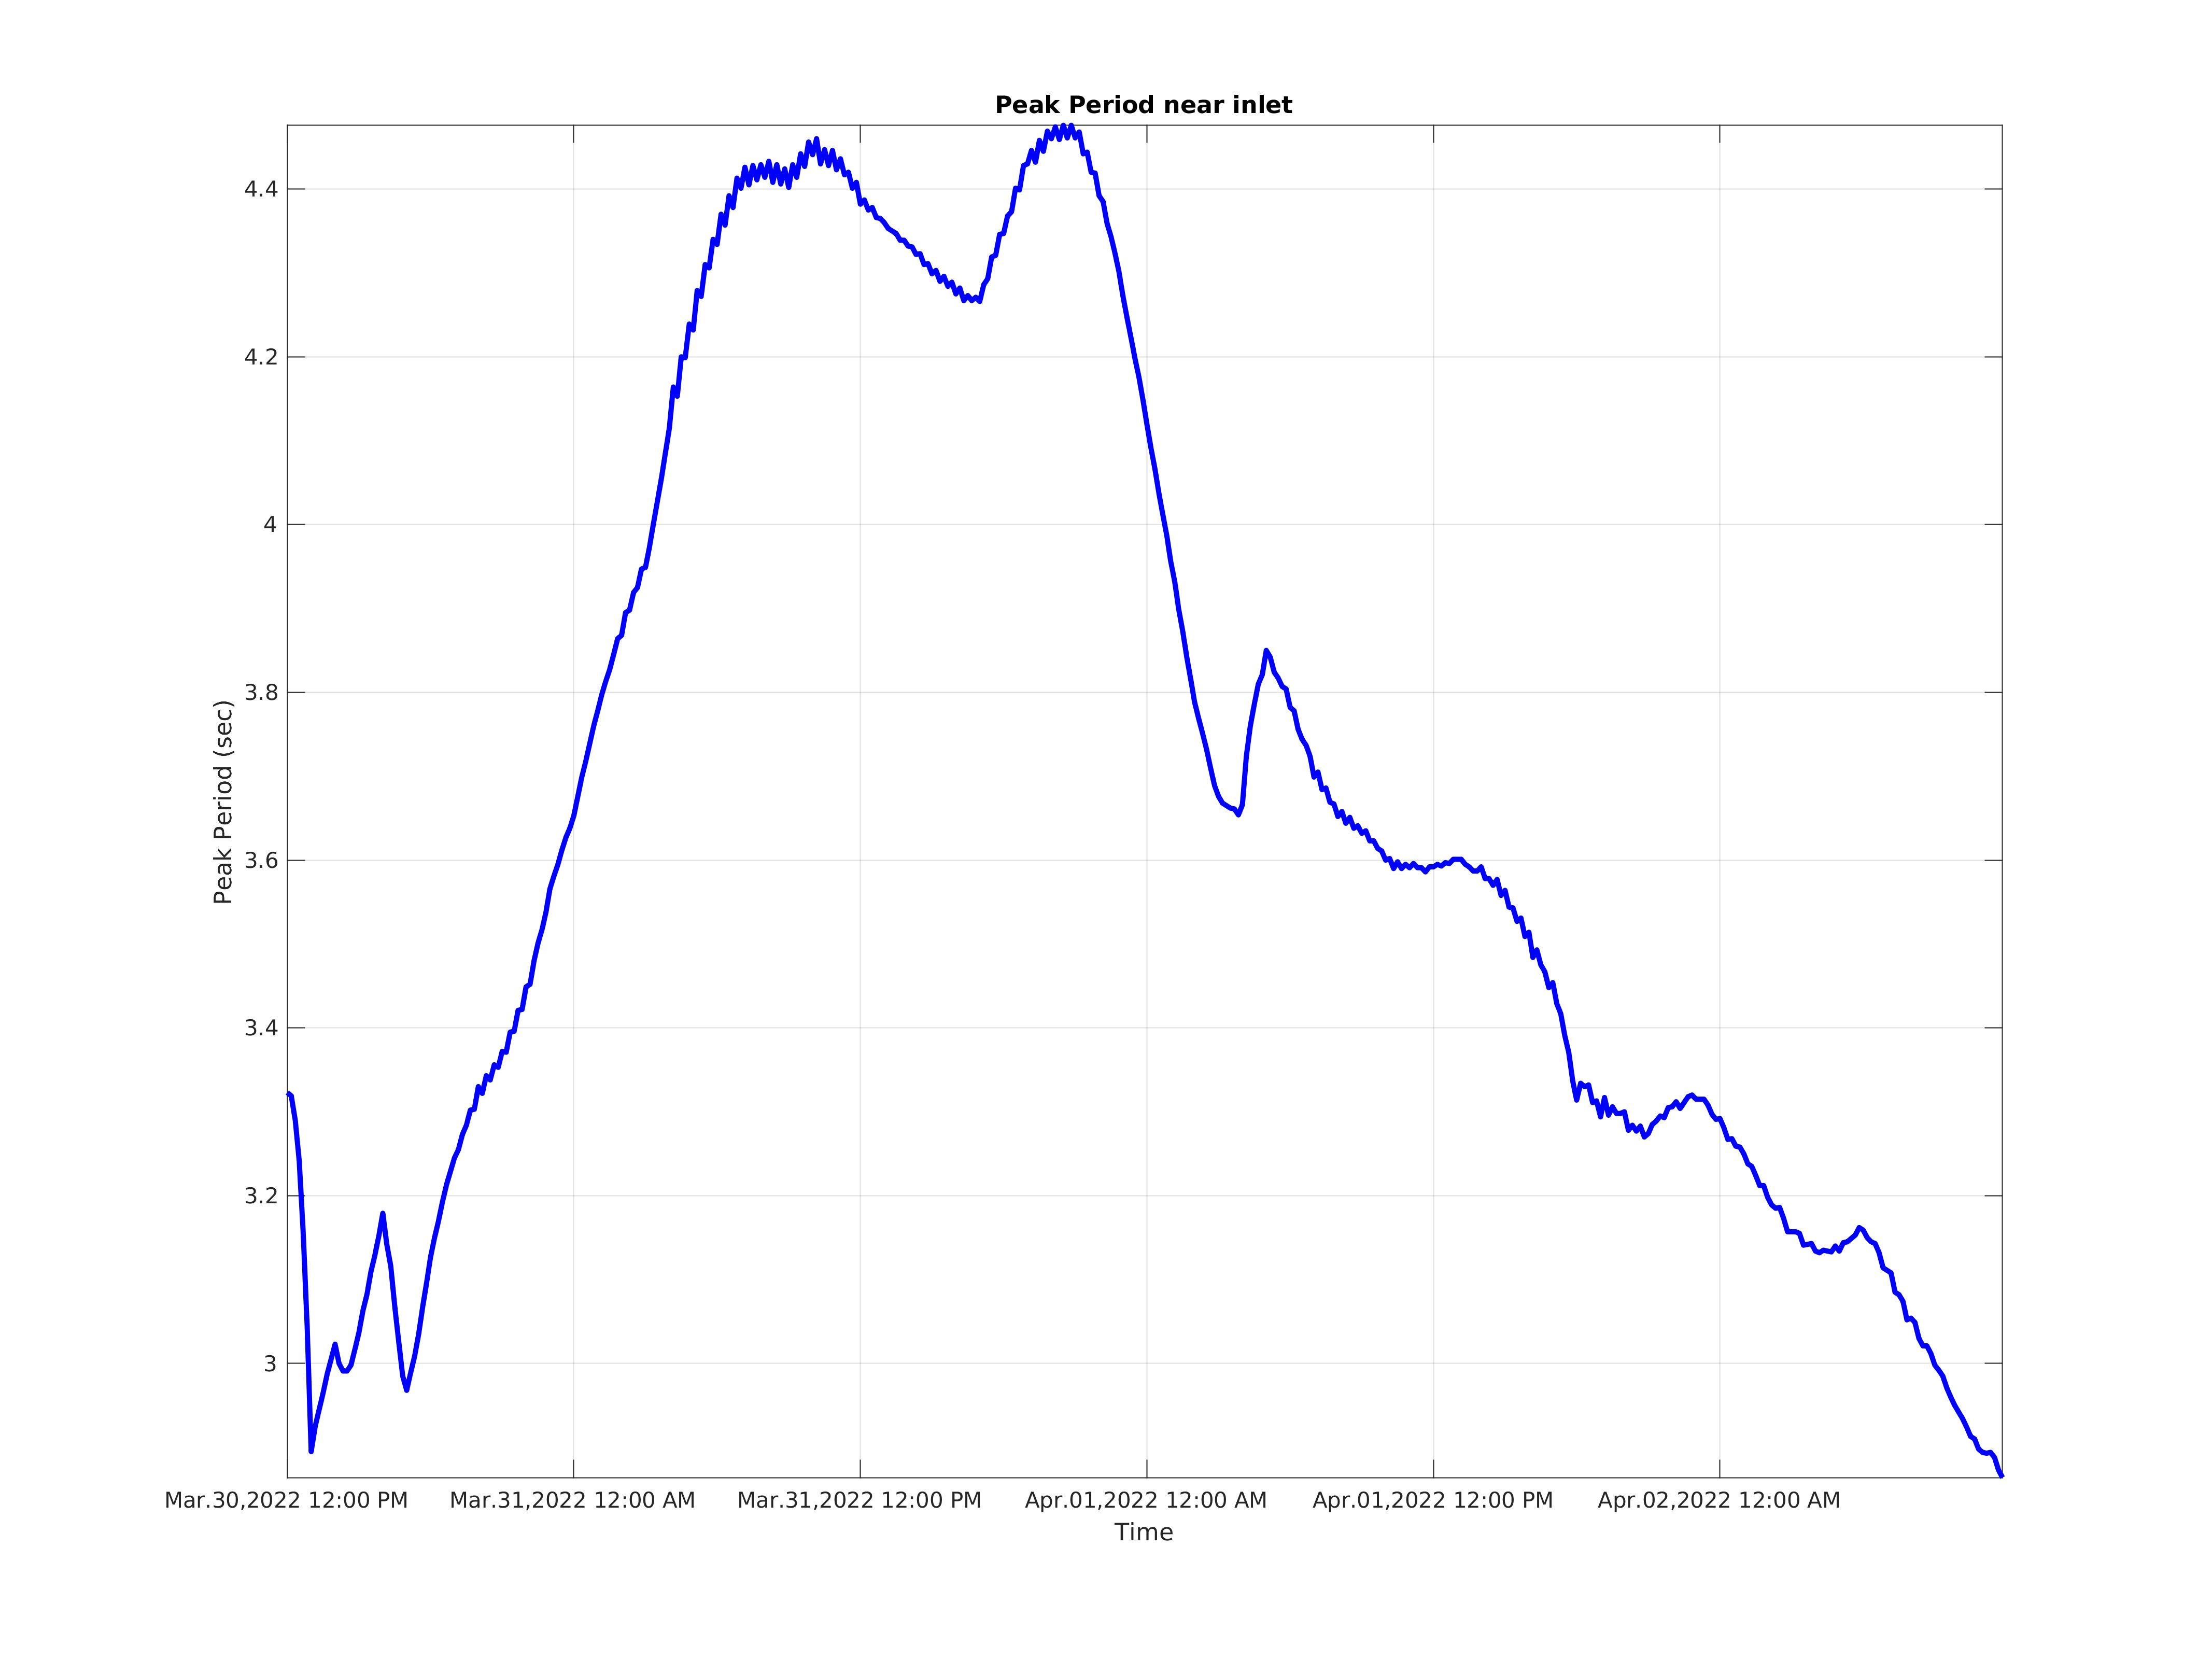 Peak Period near inlet
4.4
4.2
4
3.8
3.6
3.4
3.2
3
Peak Period (sec)
Mar.30,2022 12:00 PM Mar.31,2022 12:00 AM Mar.31,2022 12:00 PM Apr.01,2022 12:00 AM Apr.01,2022 12:00 PM Apr.02,2022 12:00 AM
Time